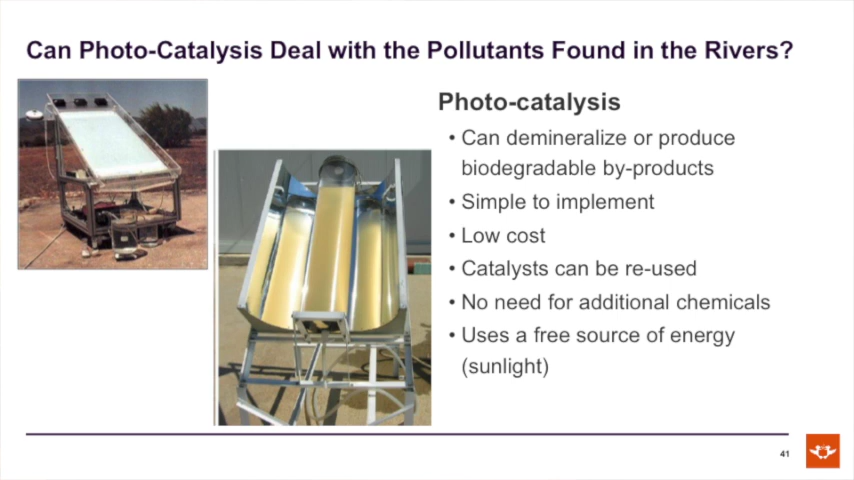 Can Photo-Catalysis Deal with the Pollutants Found in the Rivers?
Photo-catalysis
• Can demineralize or produce
biodegradable by-products
• Simple to implement
• Low cost
• Catalysts can be re-used
• No need for additional chemicals
• Uses a free source of energy
(sunlight)
41